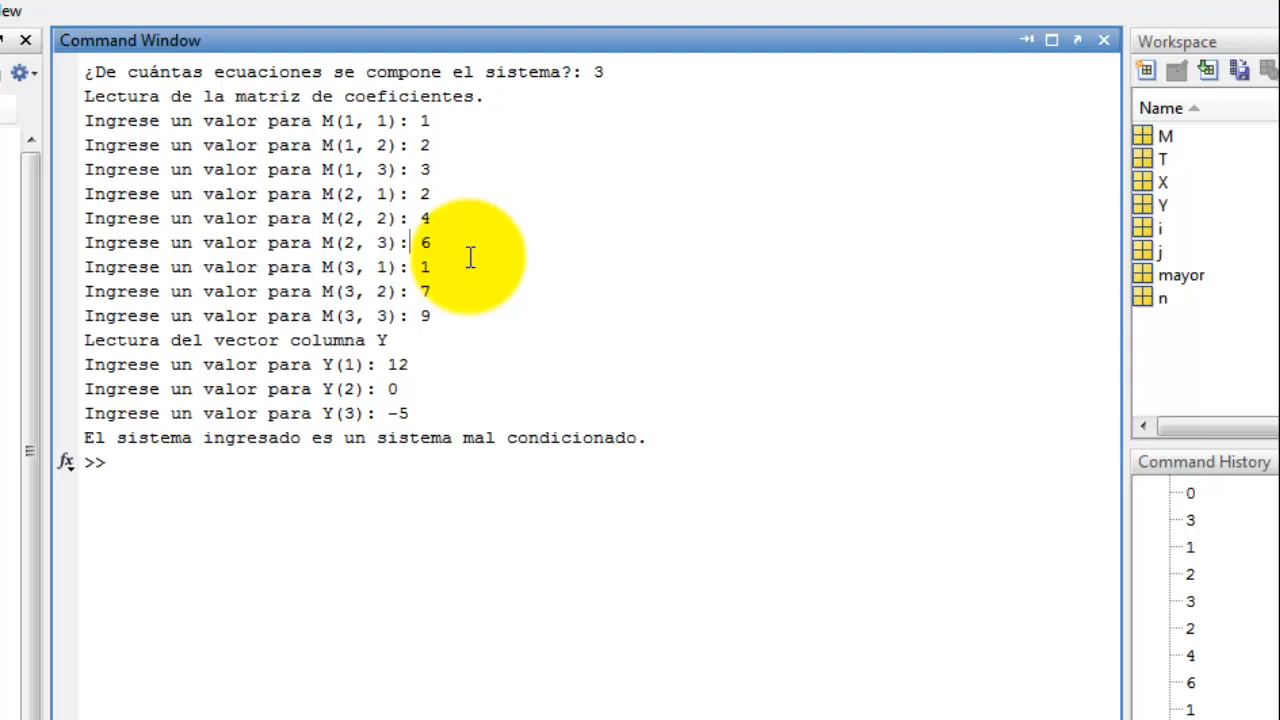 ew
Command Window
¿De cuántas ecuaciones se compone el sistema?: 3
Lectura de la matriz de coeficientes.
Ingrese un valor para M(1, 1): 1
Ingrese un valor para M(1, 2): 2
Ingrese un valor para M(1, 3): 3
Ingrese un valor para M(2, 1): 2
Ingrese un valor para M(2, 2): 4
Ingrese un valor para M(2, 3): 6
Ingrese un valor para M(3, 1): 1
Ingrese un valor para M(3, 2): 7
Ingrese un valor para M(3, 3): 9
Lectura del vector columna Y
Ingrese un valor para Y(1): 12
Ingrese un valor para Y(2): 0
Ingrese un valor para Y(3): -5
El sistema ingresado es un sistema mal condicionado.
fx >>
Workspace
Name
M
T
X
Y
i
j
mayor
n
Command History
0
3
1
2
3
2
4
6
1